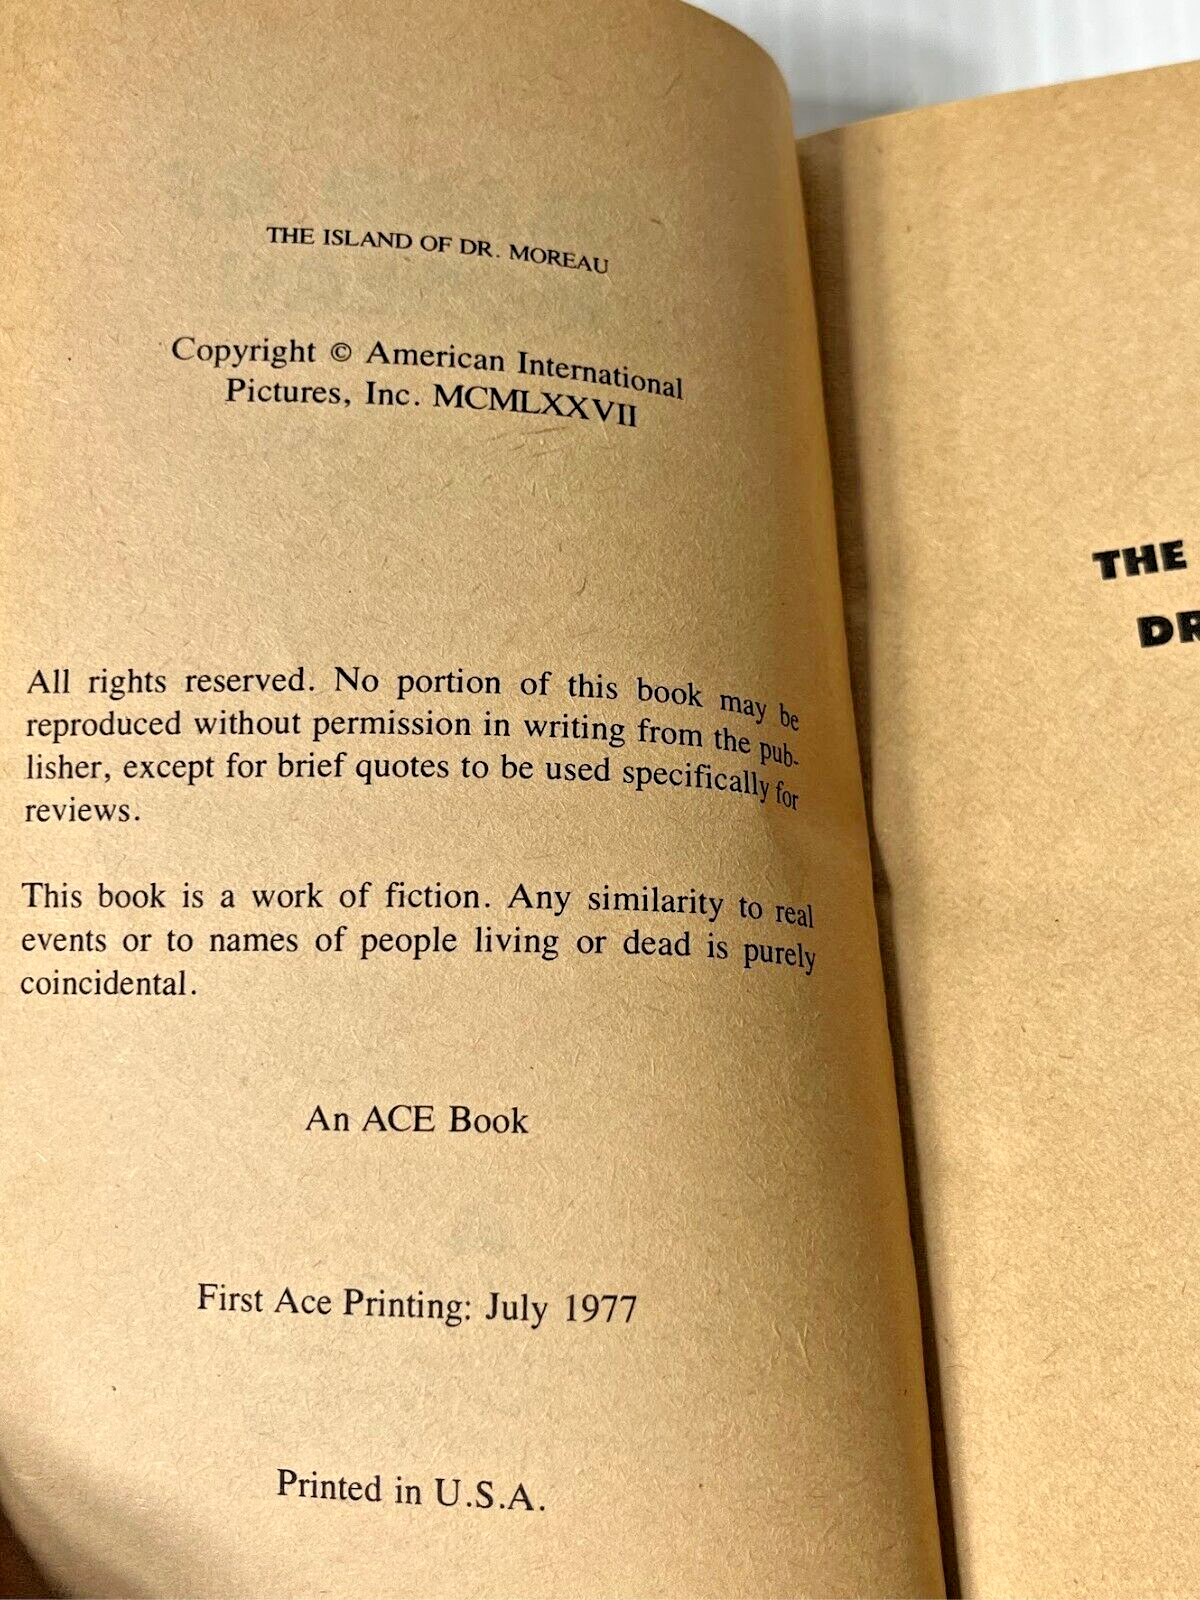 THE ISLAND OF DR. MOREAU
Copyright © American International
Pictures, Inc. MCMLXXVII
All rights reserved. No portion of this book may be
reproduced without permission in writing from the pub-
lisher, except for brief quotes to be used specifically for
reviews.
This book is a work of fiction. Any similarity to real
events or to names of people living or dead is purely
coincidental.
An ACE Book
First Ace Printing: July 1977
Printed in U.S.A.
THE
DR